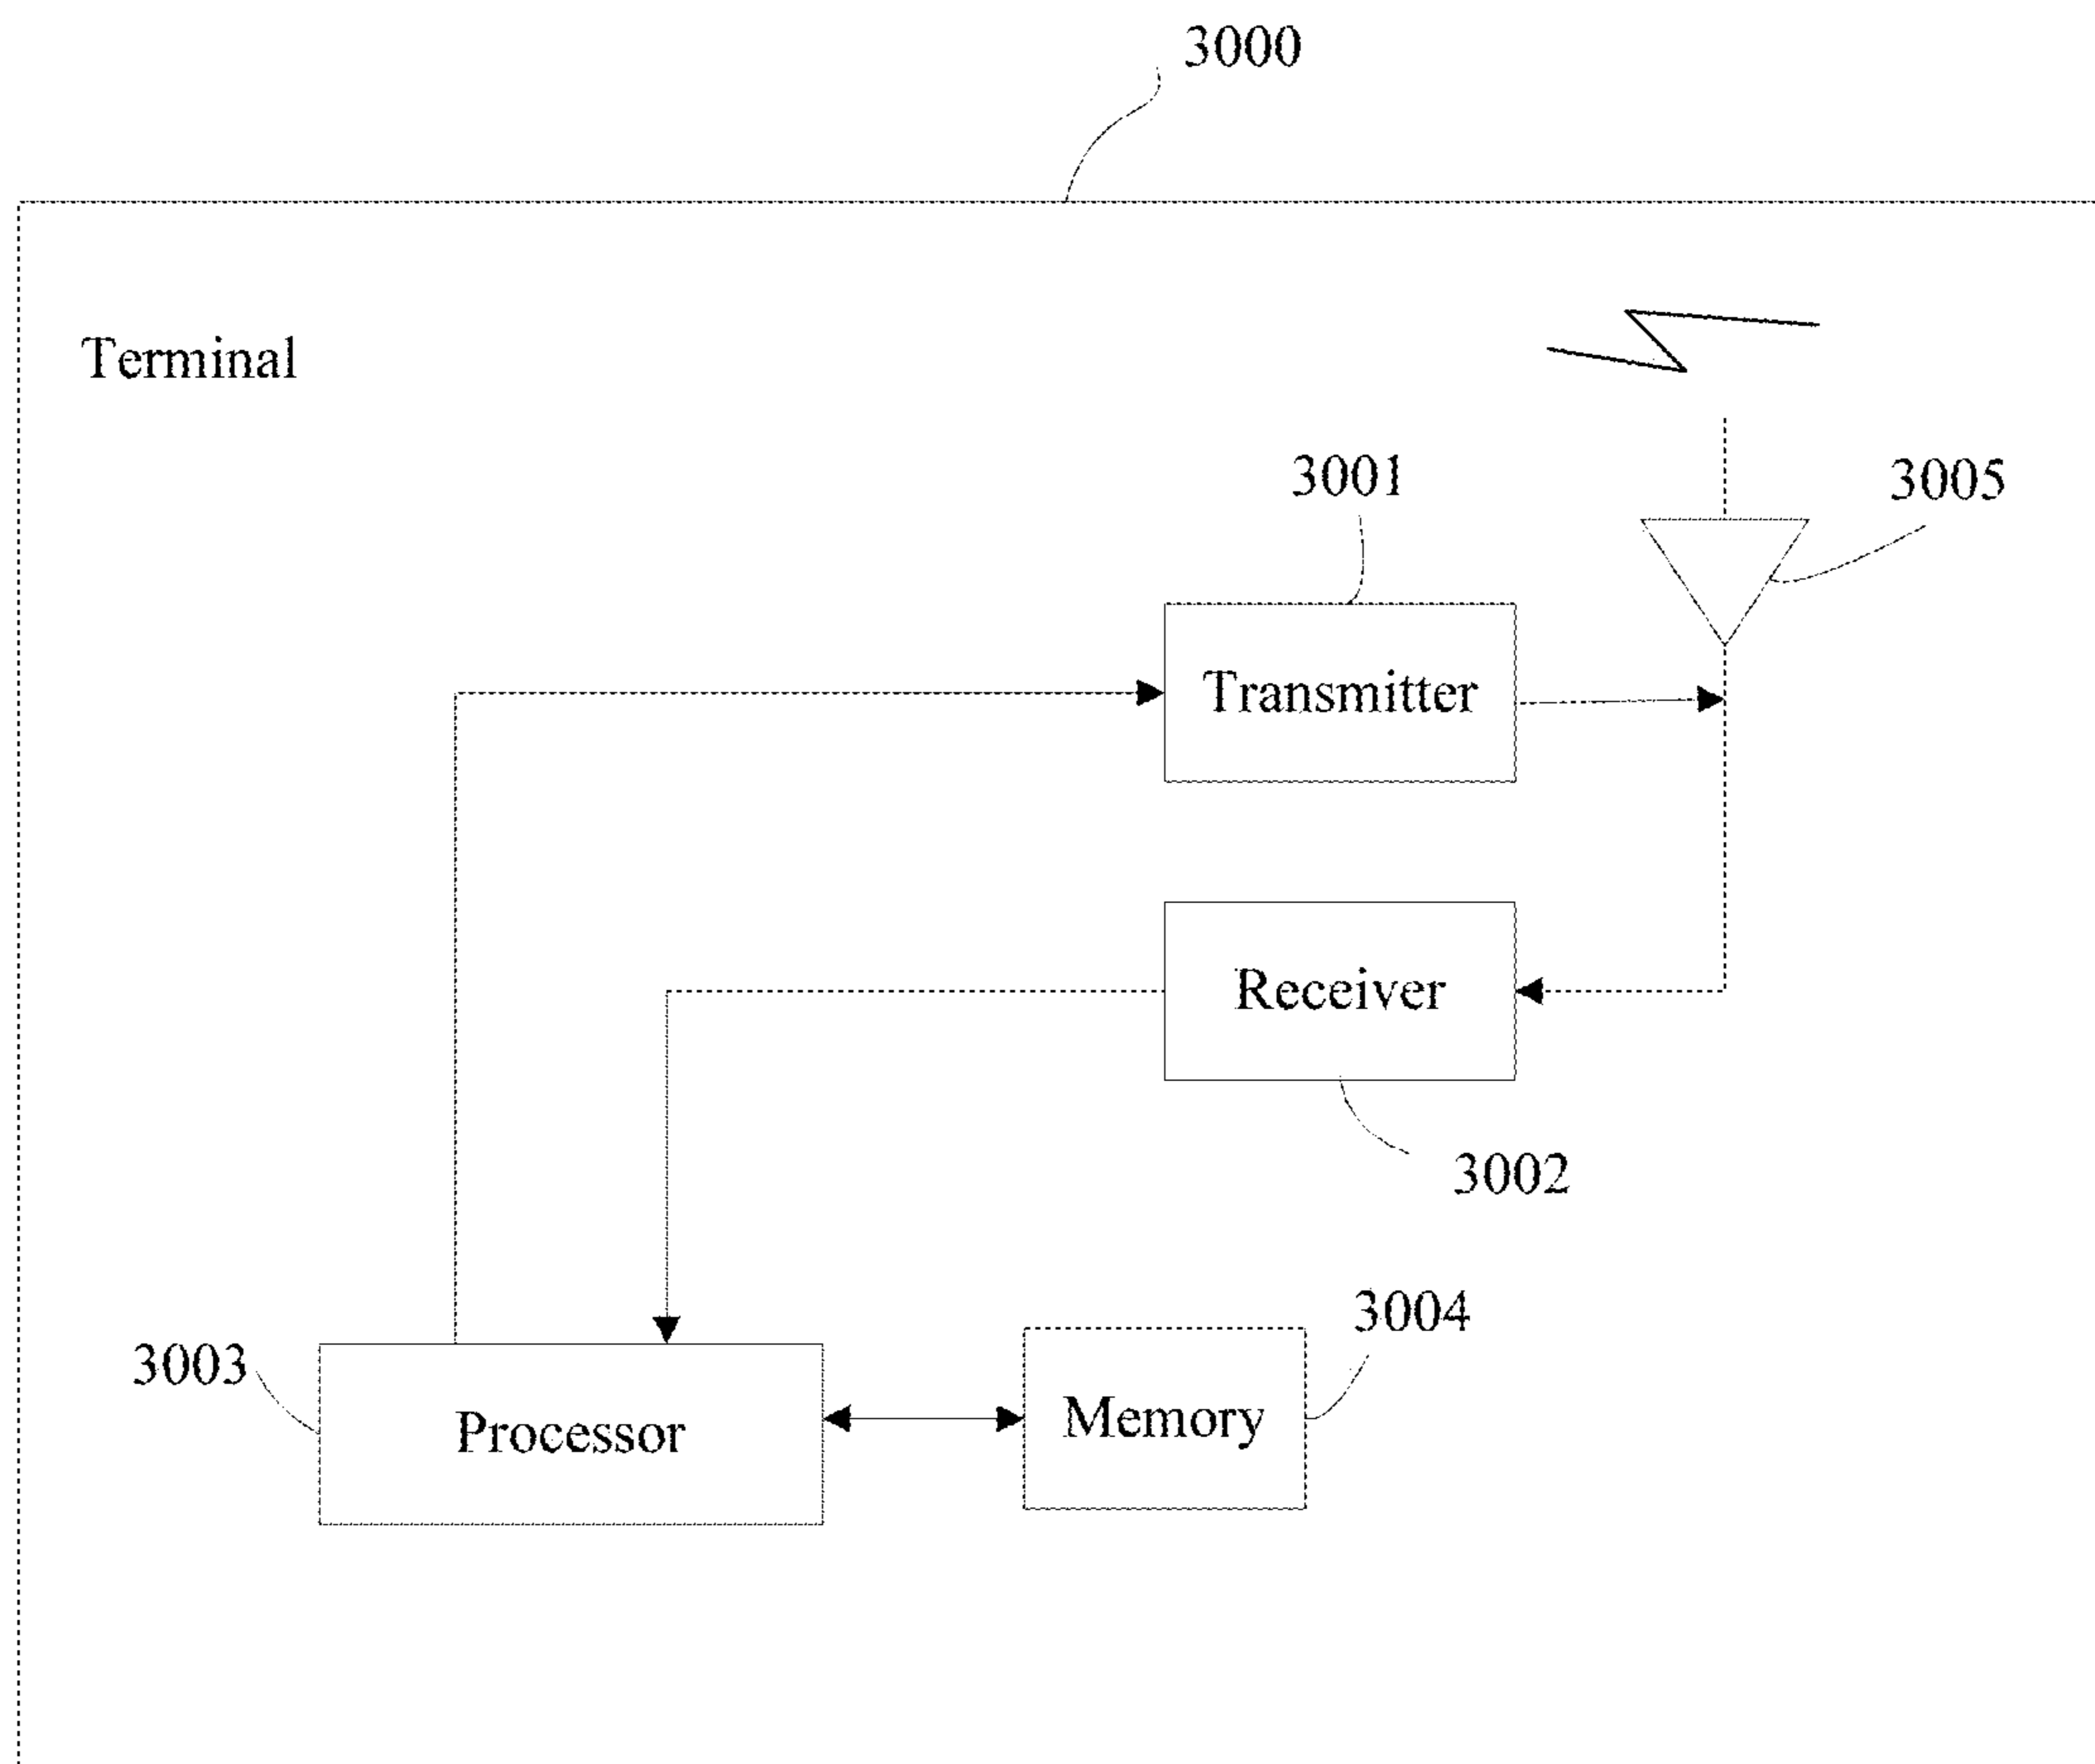 3000
Terminal
3001
3005
Transmitter
Receiver
3002
3004
3003
Memory
Processor